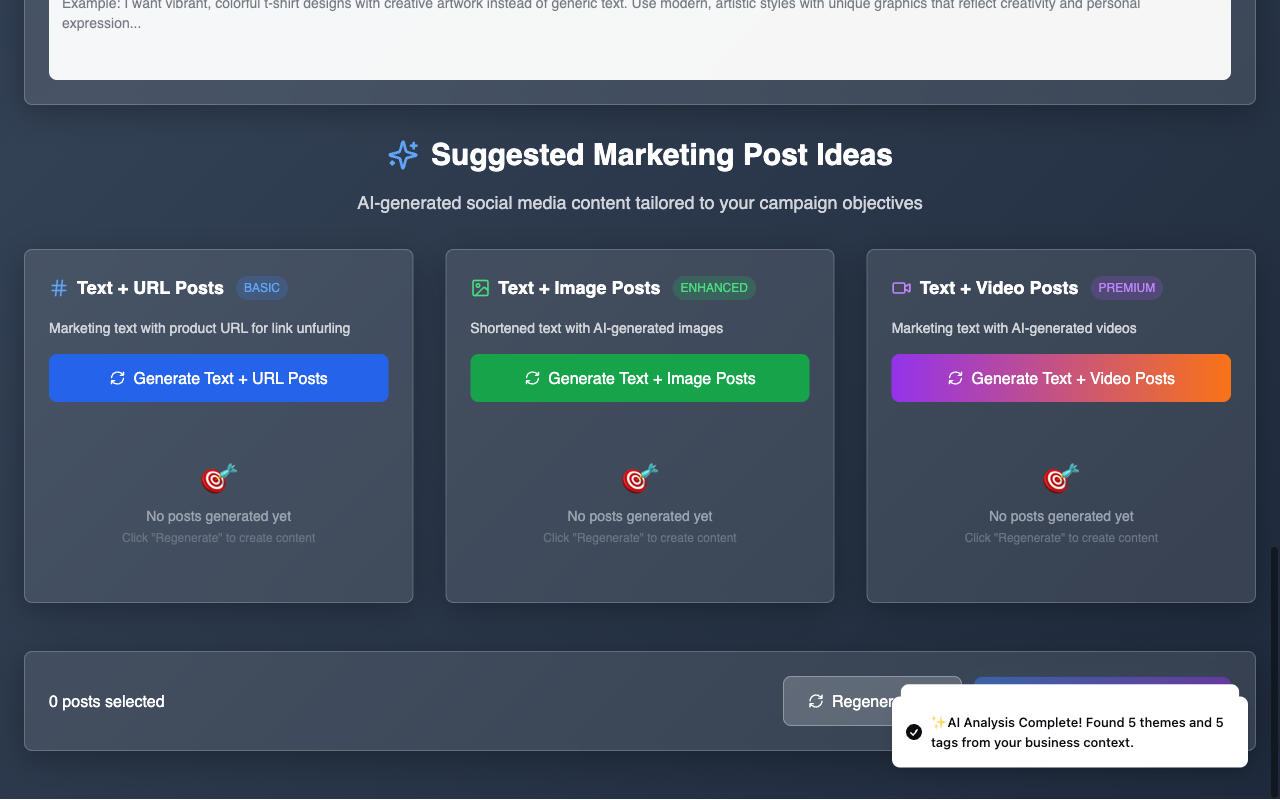 Example: I want vibrant, colorful t-shirt designs with creative artwork instead of generic text. Use modern, artistic styles with unique graphics that reflect creativity and personal
expression...
Suggested Marketing Post Ideas
AI-generated social media content tailored to your campaign objectives
Text + URL Posts BASIC
Marketing text with product URL for link unfurling
Generate Text + URL Posts
No posts generated yet
Click "Regenerate" to create content
Text + Image Posts ENHANCED
Shortened text with AI-generated images
Generate Text + Image Posts
No posts generated yet
Click "Regenerate" to create content
Text + Video Posts PREMIUM
Marketing text with AI-generated videos
Generate Text + Video Posts
No posts generated yet
Click "Regenerate" to create content
0 posts selected
✨AI Analysis Complete! Found 5 themes and 5
tags from your business context.